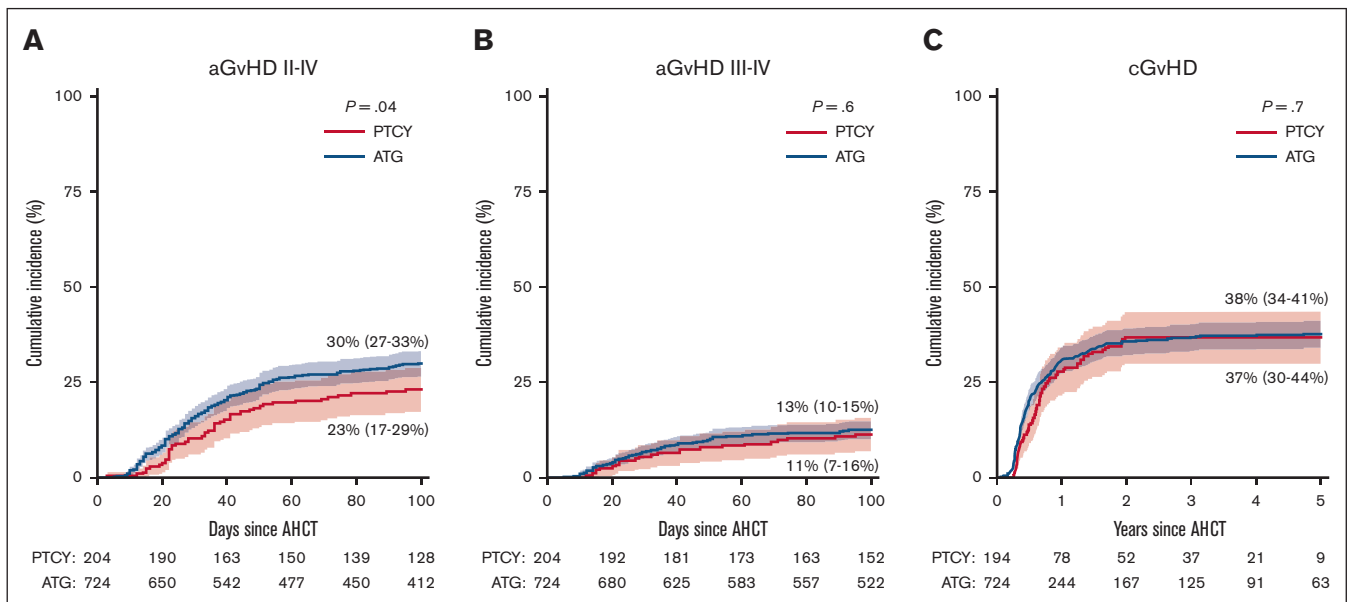 A
aGvHD II-IV
P = .04
PTCY
ATG
Cumulative incidence (%)
100
75
50
25
0
30% (27-33%)
23% (17-29%)
0 20 40 60 80 100
Days since AHCT
PTCY: 204 190 163 150 139 128
ATG: 724 650 542 477 450 412
B
aGvHD III-IV
P = .6
PTCY
ATG
Cumulative incidence (%)
100
75
50
25
0
13% (10-15%)
11% (7-16%)
0 20 40 60 80 100
Days since AHCT
PTCY: 204 192 181 173 163 152
ATG: 724 680 625 583 557 522
C
cGvHD
P = .7
PTCY
ATG
Cumulative incidence (%)
100
75
50
25
0
38% (34-41%)
37% (30-44%)
0 1 2 3 4 5
Years since AHCT
PTCY: 194 78 52 37 21 9
ATG: 724 244 167 125 91 63